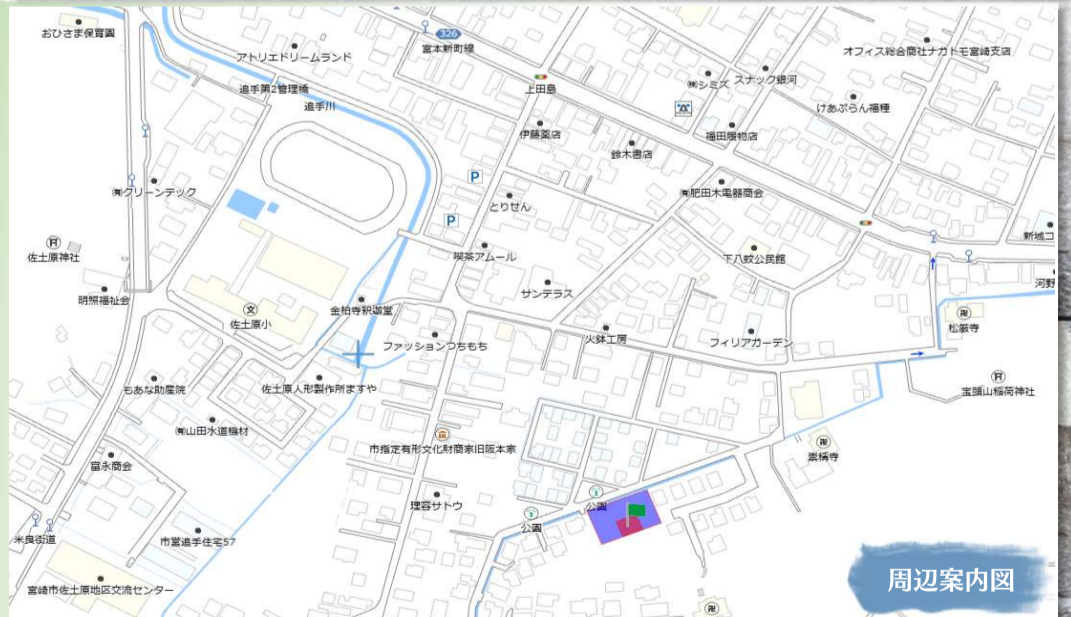 おひさま保育園
アトリエドリームランド
追手第2管理橋
追手川
326
宮本新町線
上田島
㈱シミズ
スナック銀河
オフィス総合商社ナガトモ宮崎支店
けあぷらん福種
伊藤薬店
鈴木書店
福田履物店
㈲肥田木電器商会
㈲グリーンテック
P
とりせん
P
喫茶アムール
下八蚊公民館
新城コ
佐土原神社
明照福祉会
サンテラス
河野
文
佐土原小
金柏寺釈迦堂
ファッションつちもち
火鉢工房
フィリアガーデン
松巌寺
宝頭山稲荷神社
もあな助産院
佐土原人形製作所ますや
㈲山田水道機材
市指定有形文化財商家旧阪本家
崇称寺
富永商会
理容サトウ
公園
公園
米良街道
市営追手住宅57
宮崎市佐土原地区交流センター
周辺案内図